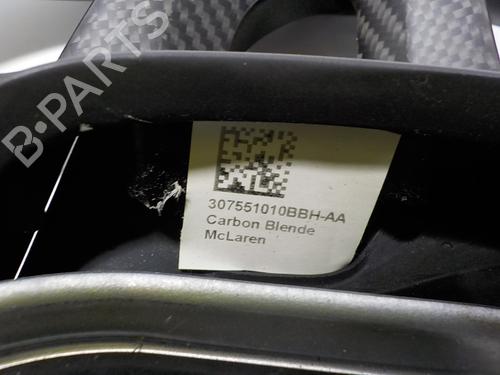 B-PARTS
307551010BBH-AA
Carbon Blende
McLaren